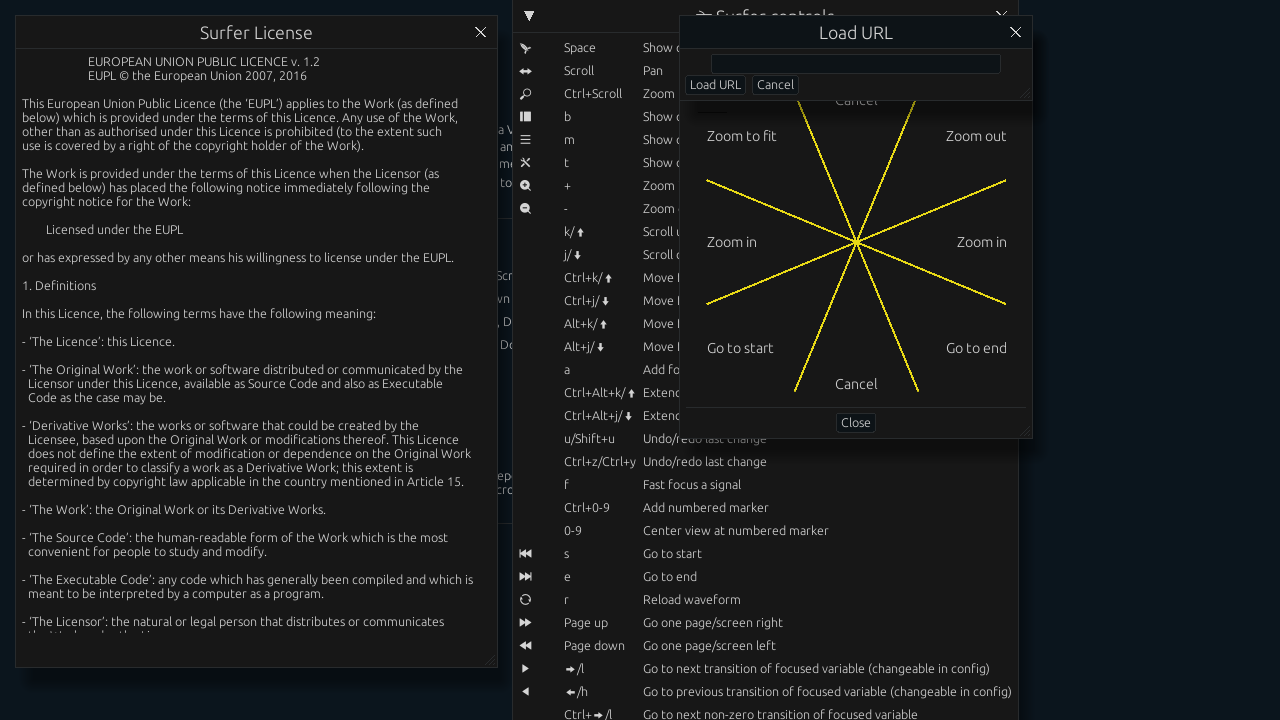 Surfer License
EUROPEAN UNION PUBLIC LICENCE v. 1.2
EUPL © the European Union 2007, 2016
This European Union Public Licence (the ‘EUPL’) applies to the Work (as defined
below) which is provided under the terms of this Licence. Any use of the Work,
other than as authorised under this Licence is prohibited (to the extent such
use is covered by a right of the copyright holder of the Work).
The Work is provided under the terms of this Licence when the Licensor (as
defined below) has placed the following notice immediately following the
copyright notice for the Work:
Licensed under the EUPL
or has expressed by any other means his willingness to license under the EUPL.
1. Definitions
In this Licence, the following terms have the following meaning:
- ‘The Licence’: this Licence.
- ‘The Original Work’: the work or software distributed or communicated by the
Licensor under this Licence, available as Source Code and also as Executable
Code as the case may be.
- ‘Derivative Works’: the works or software that could be created by the
Licensee, based upon the Original Work or modifications thereof. This Licence
does not define the extent of modification or dependence on the Original Work
required in order to classify a work as a Derivative Work; this extent is
determined by copyright law applicable in the country mentioned in Article 15.
- ‘The Work’: the Original Work or its Derivative Works.
- ‘The Source Code’: the human-readable form of the Work which is the most
convenient for people to study and modify.
- ‘The Executable Code’: any code which has generally been compiled and which is
meant to be interpreted by a computer as a program.
- ‘The Licensor’: the natural or legal person that distributes or communicates
Surfer controls
Space Show
Scroll Pan
Ctrl+Scroll Zoom
b Show
m Show
t Show
+ Zoom
- Zoom
k/⬆ Scroll
j/⬇ Scroll
Ctrl+k/⬆ Move
Ctrl+j/⬇ Move
Alt+k/⬆ Move
Alt+j/⬇ Move
a Add
Ctrl+Alt+k/⬆
Ctrl+Alt+j/⬇
u/Shift+u Undo/redo last change
Ctrl+z/Ctrl+y Undo/redo last change
f Fast focus a signal
Ctrl+0-9 Add numbered marker
0-9 Center view at numbered marker
s Go to start
e Go to end
r Reload waveform
Page up Go one page/screen right
Page down Go one page/screen left
➡/l Go to next transition of focused variable (changeable in config)
⬅/h Go to previous transition of focused variable (changeable in config)
Ctrl+➡/l Go to next non-zero transition of focused variable
Load URL
Load URL Cancel
Cancel
Zoom to fit Zoom out
Zoom in Zoom in
Go to start Go to end
Cancel
Close